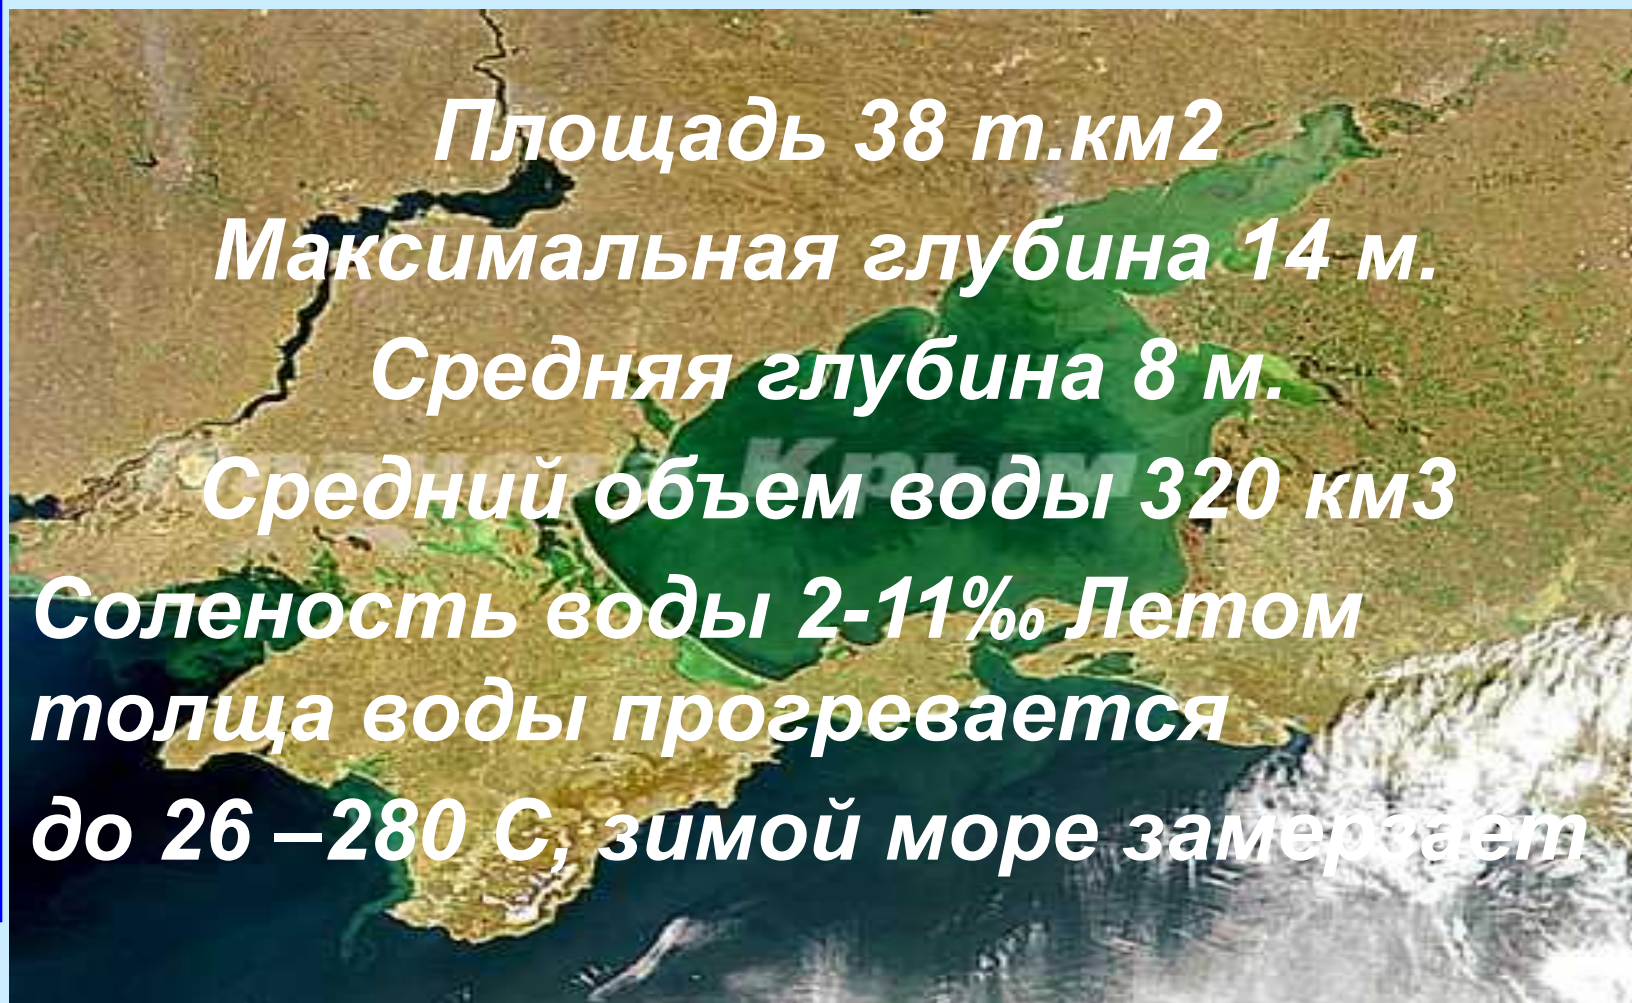 Площадь 38 т.км2
Максимальная глубина 14 м.
Средняя глубина 8 м.
Крым
Средний объем воды 320 км3
Соленость воды 2-11‰ Летом
толща воды прогревается
до 26 –280 С, зимой море замерзает